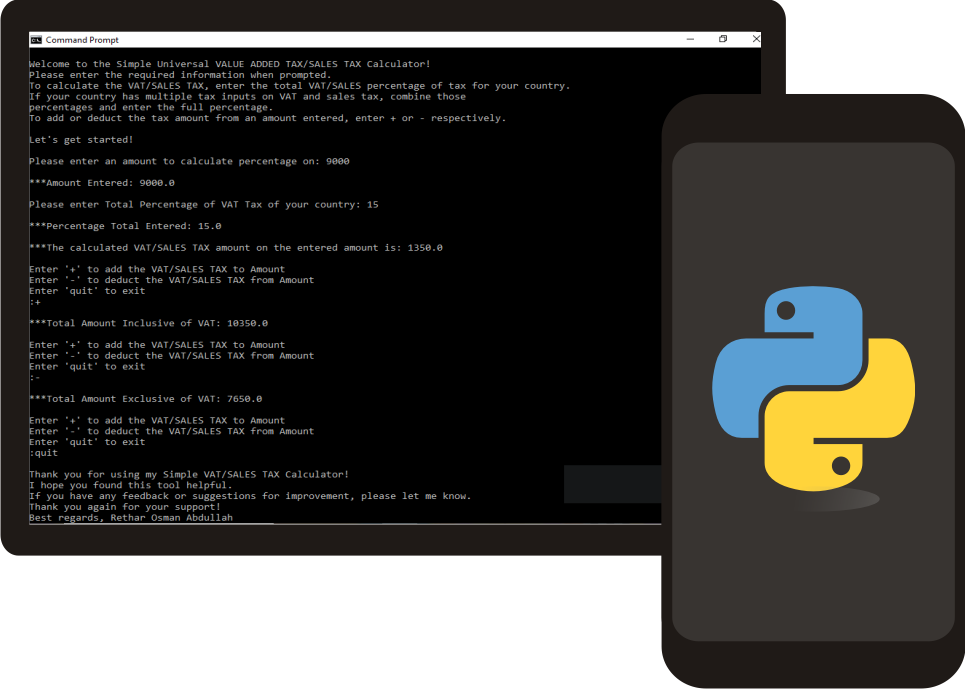 Command Prompt
Welcome to the Simple Universal VALUE ADDED TAX/SALES TAX Calculator!
Please enter the required information when prompted.
To calculate the VAT/SALES TAX, enter the total VAT/SALES percentage of tax for your country.
If your country has multiple tax inputs on VAT and sales tax, combine those
percentages and enter the full percentage.
To add or deduct the tax amount from an amount entered, enter + or - respectively.
Let's get started!
Please enter an amount to calculate percentage on: 9000
***Amount Entered: 9000.0
Please enter Total Percentage of VAT Tax of your country: 15
***Percentage Total Entered: 15.0
***The calculated VAT/SALES TAX amount on the entered amount is: 1350.0
Enter '+' to add the VAT/SALES TAX to Amount
Enter '-' to deduct the VAT/SALES TAX from Amount
Enter 'quit' to exit
:+
***Total Amount Inclusive of VAT: 10350.0
Enter '+' to add the VAT/SALES TAX to Amount
Enter '-' to deduct the VAT/SALES TAX from Amount
Enter 'quit' to exit
:-
***Total Amount Exclusive of VAT: 7650.0
Enter '+' to add the VAT/SALES TAX to Amount
Enter '-' to deduct the VAT/SALES TAX from Amount
Enter 'quit' to exit
:quit
Thank you for using my Simple VAT/SALES TAX Calculator!
I hope you found this tool helpful.
If you have any feedback or suggestions for improvement, please let me know.
Thank you again for your support!
Best regards, Rethar Osman Abdullah